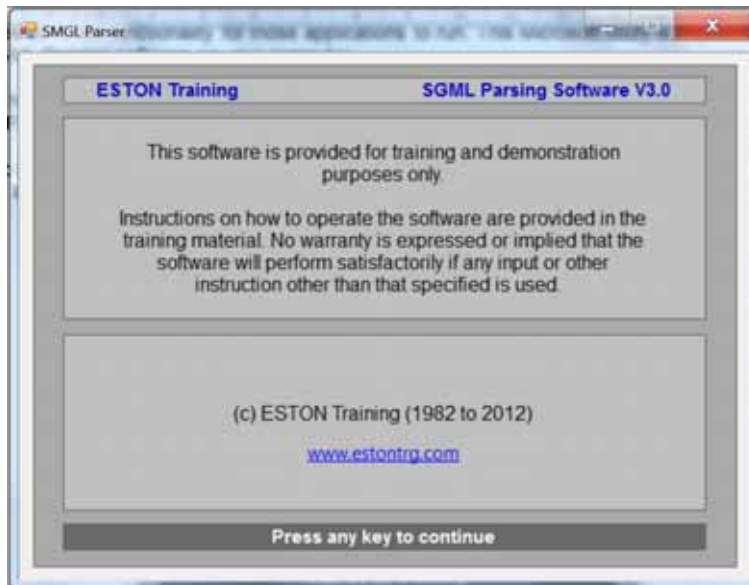 SMGL Parser
ESTON Training SGML Parsing Software V3.0
This software is provided for training and demonstration
purposes only.
Instructions on how to operate the software are provided in the
training material. No warranty is expressed or implied that the
software will perform satisfactorily if any input or other
instruction other than that specified is used.
(c) ESTON Training (1982 to 2012)
www.estontrg.com
Press any key to continue